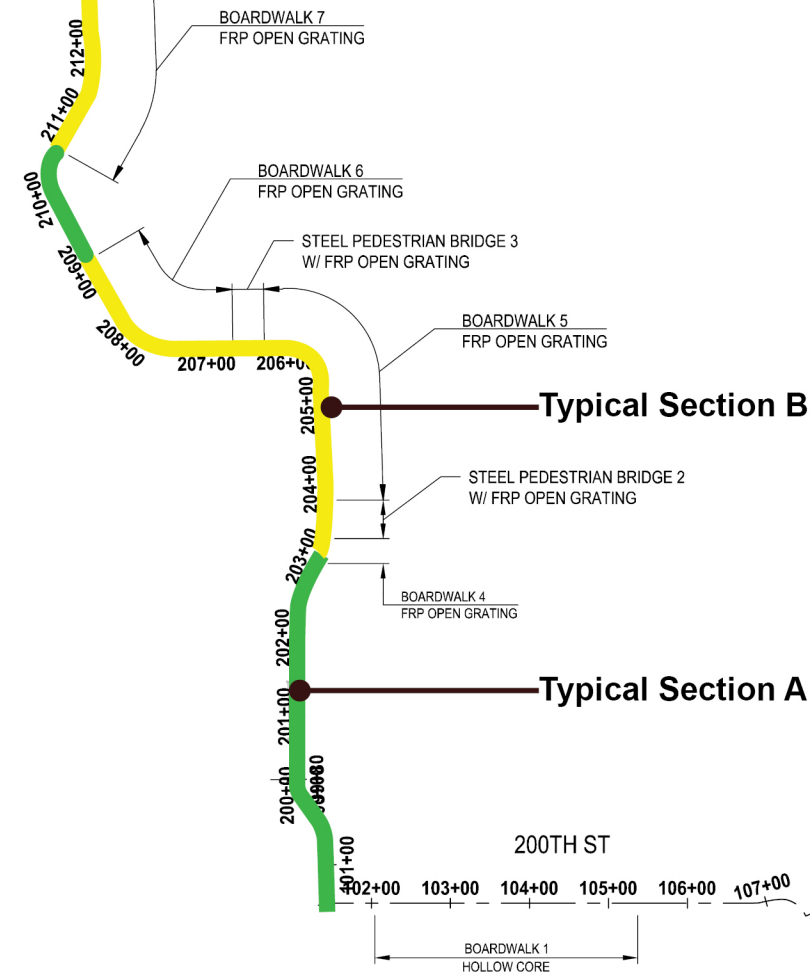 BOARDWALK 7
FRP OPEN GRATING
212+00
211+00
BOARDWALK 6
FRP OPEN GRATING
210+00
STEEL PEDESTRIAN BRIDGE 3
W/ FRP OPEN GRATING
209+00
208+00
BOARDWALK 5
FRP OPEN GRATING
207+00
206+00
205+00
Typical Section B
204+00
STEEL PEDESTRIAN BRIDGE 2
W/ FRP OPEN GRATING
203+00
BOARDWALK 4
FRP OPEN GRATING
202+00
Typical Section A
201+00
200+00
200TH ST
101+00
102+00
103+00
104+00
105+00
106+00
107+00
BOARDWALK 1
HOLLOW CORE